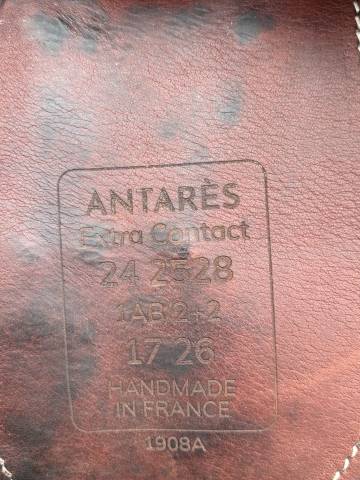 ANTARÈS
Extra Contact
24 2528
1AB 2+2
17 26
HANDMADE
IN FRANCE
1908A